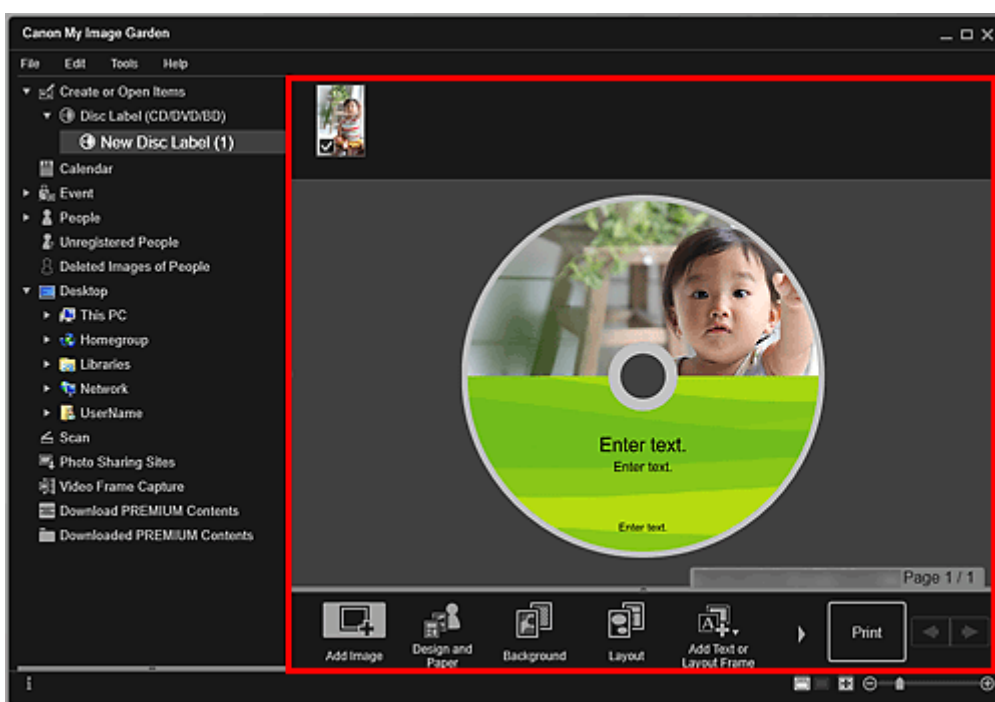 Canon My Image Garden
File Edit Tools Help
Create or Open Items
Disc Label (CD/DVD/BD)
New Disc Label (1)
Calendar
Event
People
Unregistered People
Deleted Images of People
Desktop
This PC
Homegroup
Libraries
Network
UserName
Scan
Photo Sharing Sites
Video Frame Capture
Download PREMIUM Contents
Downloaded PREMIUM Contents
Enter text.
Enter text.
Enter text.
Page 1 / 1
Add Image
Design and
Paper
Background
Layout
Add Text or
Layout Frame
Print